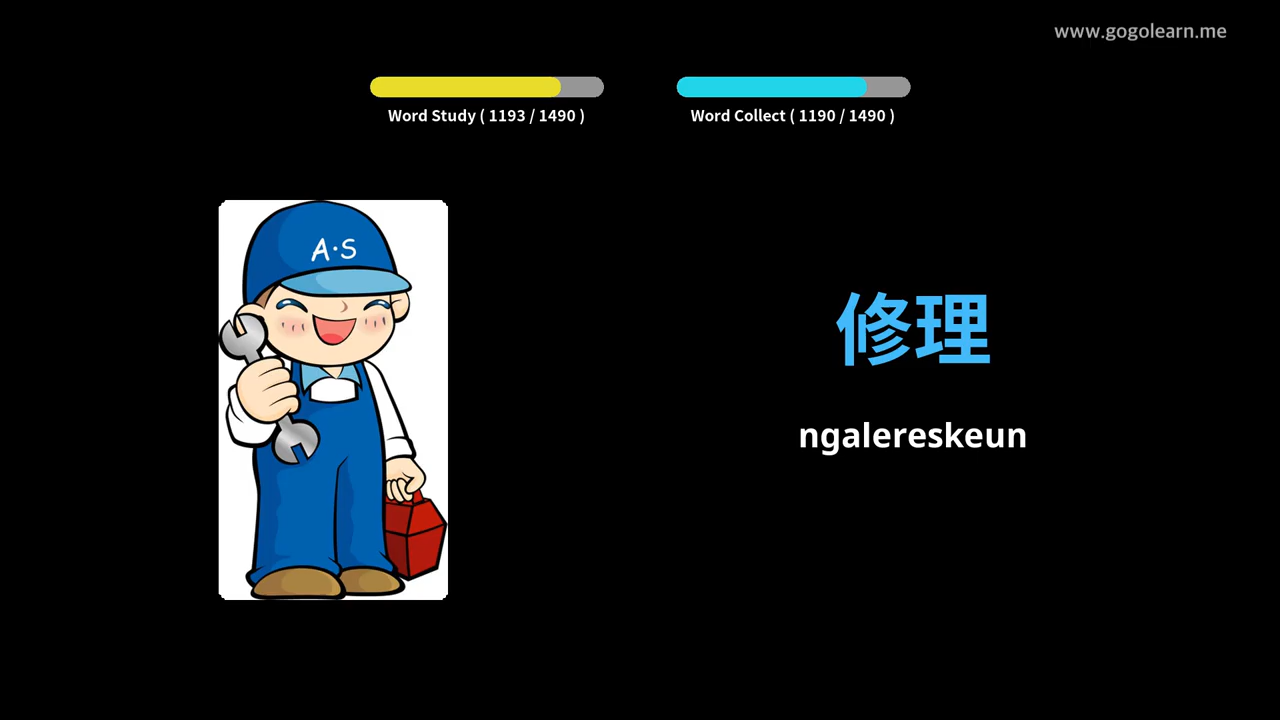 www.gogolearn.me
Word Study ( 1193 / 1490 )
Word Collect ( 1190 / 1490 )
A·S
修理
ngalereskeun